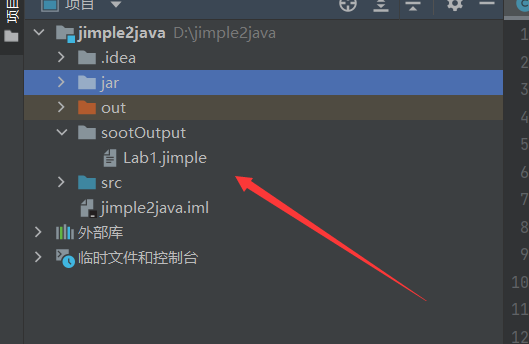 项目
项目
jimple2java D:\jimple2java
.idea
jar
out
sootOutput
Lab1.jimple
src
jimple2java.iml
外部库
临时文件和控制台
1
2
3
4
5
6
7
8
9
10
11
12